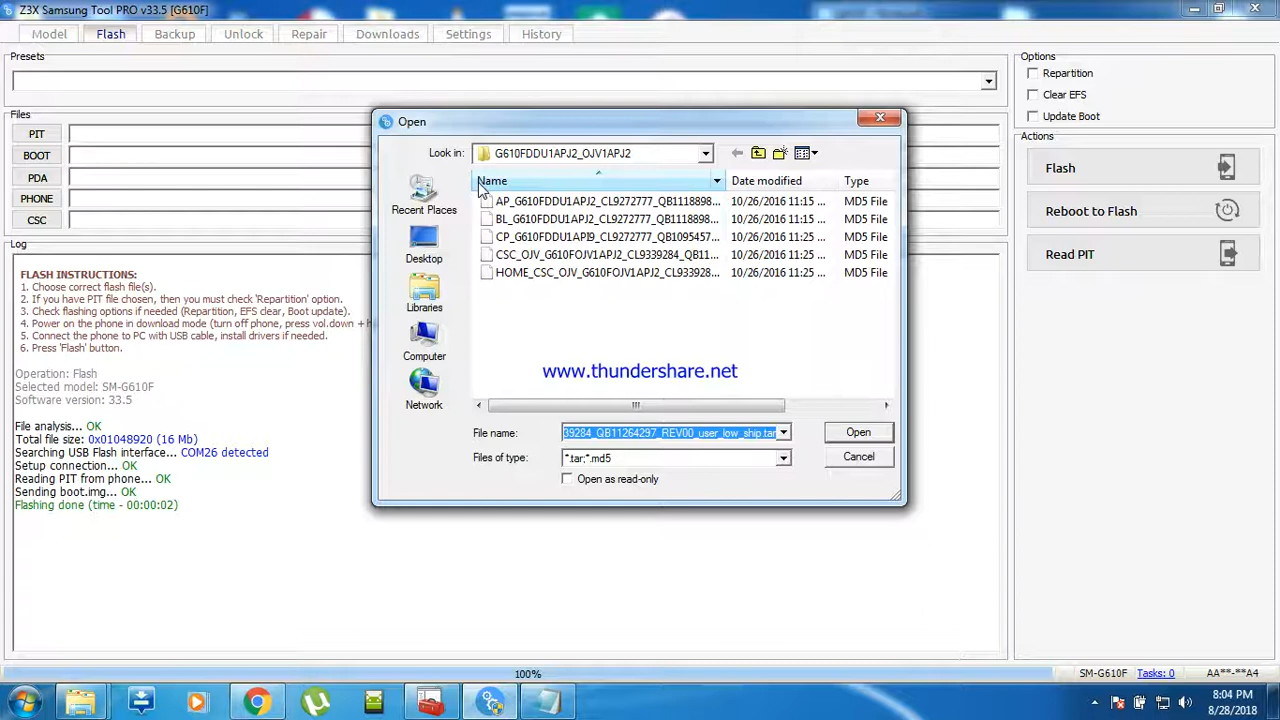 Z3X Samsung Tool PRO v33.5 [G610F]
Model Flash Backup Unlock Repair Downloads Settings History
Presets
Files
PIT
BOOT
PDA
PHONE
CSC
Log
FLASH INSTRUCTIONS:
1. Choose correct flash file(s).
2. If you have PIT file chosen, then you must check 'Repartition' option.
3. Check flashing options if needed (Repartition, EFS clear, Boot update).
4. Power on the phone in download mode (turn off phone, press vol.down +
5. Connect the phone to PC with USB cable, install drivers if needed.
6. Press 'Flash' button.
Operation: Flash
Selected model: SM-G610F
Software version: 33.5
File analysis... OK
Total file size: 0x01048920 (16 Mb)
Searching USB Flash interface... COM26 detected
Setup connection... OK
Reading PIT from phone... OK
Sending boot.img... OK
Flashing done (time - 00:00:02)
Open
Look in: G610FDDU1APJ2_OJV1APJ2
Name Date modified Type
AP_G610FDDU1APJ2_CL9272777_QB1118898... 10/26/2016 11:15 ... MD5 File
BL_G610FDDU1APJ2_CL9272777_QB1118898... 10/26/2016 11:15 ... MD5 File
CP_G610FDDU1API9_CL9272777_QB1095457... 10/26/2016 11:25 ... MD5 File
CSC_OJV_G610FOJV1APJ2_CL9339284_QB11... 10/26/2016 11:25 ... MD5 File
HOME_CSC_OJV_G610FOJV1APJ2_CL933928... 10/26/2016 11:25 ... MD5 File
Recent Places
Desktop
Libraries
Computer
Network
www.thundershare.net
File name: 39284_QB11264297_REV00_user_low_ship.tar Open
Files of type: *.tar;*.md5 Cancel
Open as read-only
Options
Repartition
Clear EFS
Update Boot
Actions
Flash
Reboot to Flash
Read PIT
100% SM-G610F Tasks: 0 AA**-**A4
8:04 PM
8/28/2018